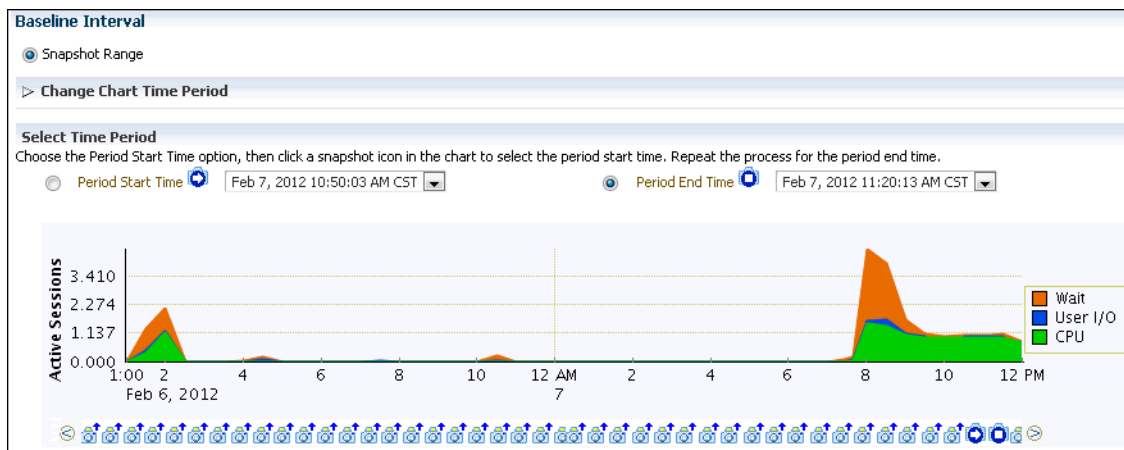 Baseline Interval
Snapshot Range
Change Chart Time Period
Select Time Period
Choose the Period Start Time option, then click a snapshot icon in the chart to select the period start time. Repeat the process for the period end time.
Period Start Time Feb 7, 2012 10:50:03 AM CST Period End Time Feb 7, 2012 11:20:13 AM CST
Active Sessions
3.410
2.274
1.137
0.000
Wait
User I/O
CPU
1:00 2 4 6 8 10 12 AM 2 4 6 8 10 12 PM
Feb 6, 2012 7